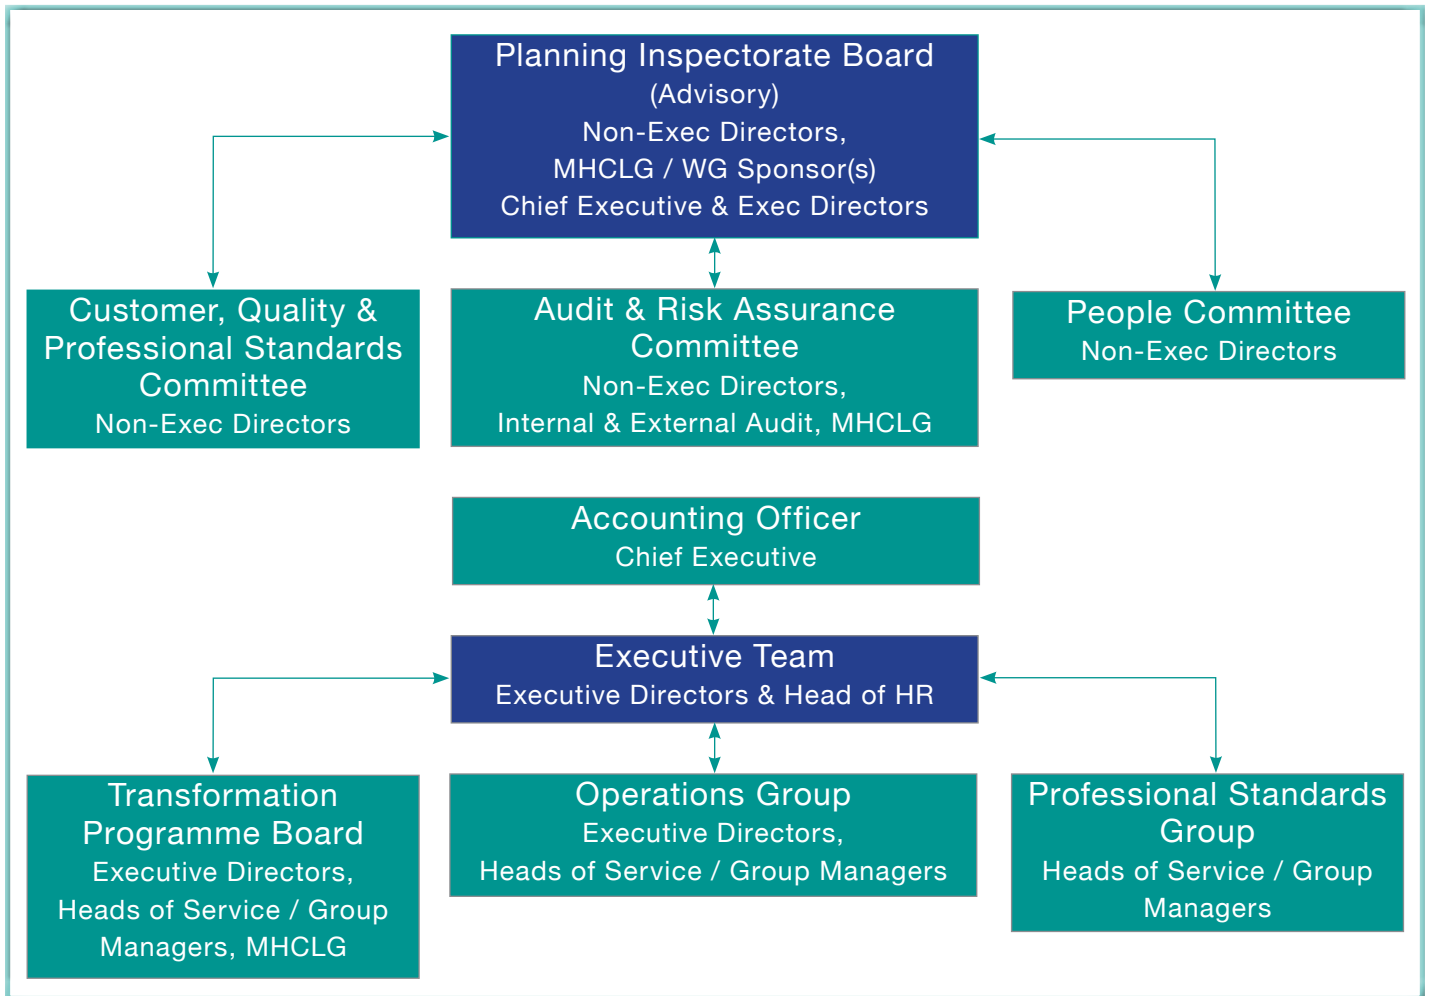 Planning Inspectorate Board
(Advisory)
Non-Exec Directors,
MHCLG / WG Sponsor(s)
Chief Executive & Exec Directors
Customer, Quality &
Professional Standards
Committee
Non-Exec Directors
Audit & Risk Assurance
Committee
Non-Exec Directors,
Internal & External Audit, MHCLG
People Committee
Non-Exec Directors
Accounting Officer
Chief Executive
Executive Team
Executive Directors & Head of HR
Transformation
Programme Board
Executive Directors,
Heads of Service / Group
Managers, MHCLG
Operations Group
Executive Directors,
Heads of Service / Group Managers
Professional Standards
Group
Heads of Service / Group
Managers